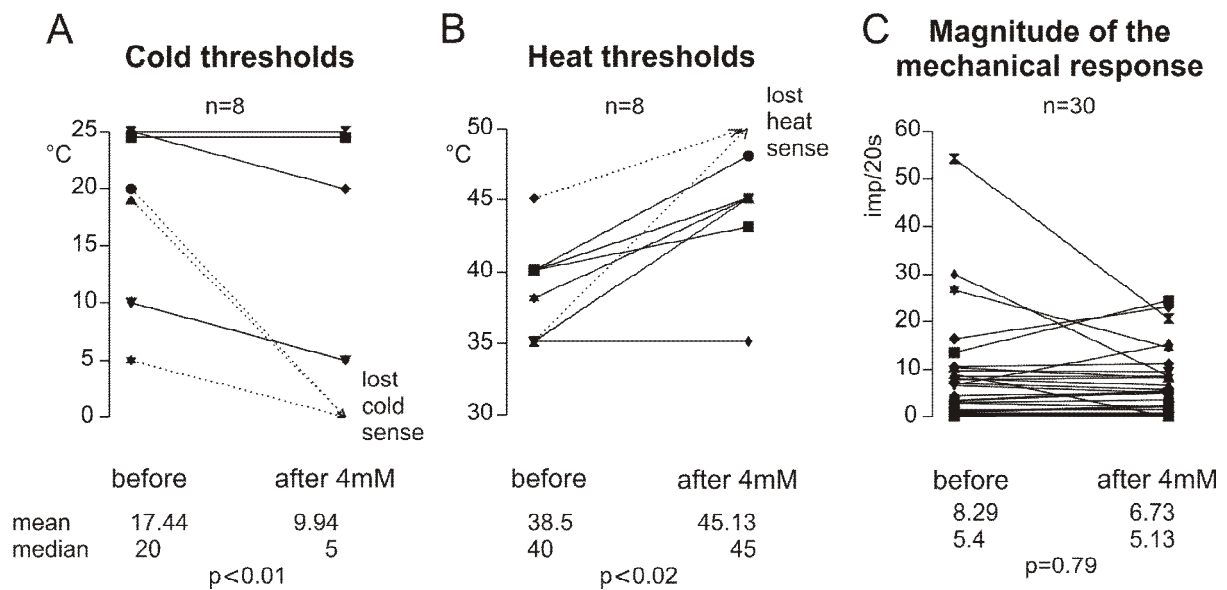 A
Cold thresholds
n=8
°C
25
20
15
10
5
0
lost
cold
sense
before after 4mM
mean 17.44 9.94
median 20 5
p<0.01
B
Heat thresholds
n=8
°C
50
45
40
35
30
lost
heat
sense
before after 4mM
38.5 45.13
40 45
p<0.02
C
Magnitude of the
mechanical response
n=30
imp/20s
60
50
40
30
20
10
0
before after 4mM
8.29 6.73
5.4 5.13
p=0.79